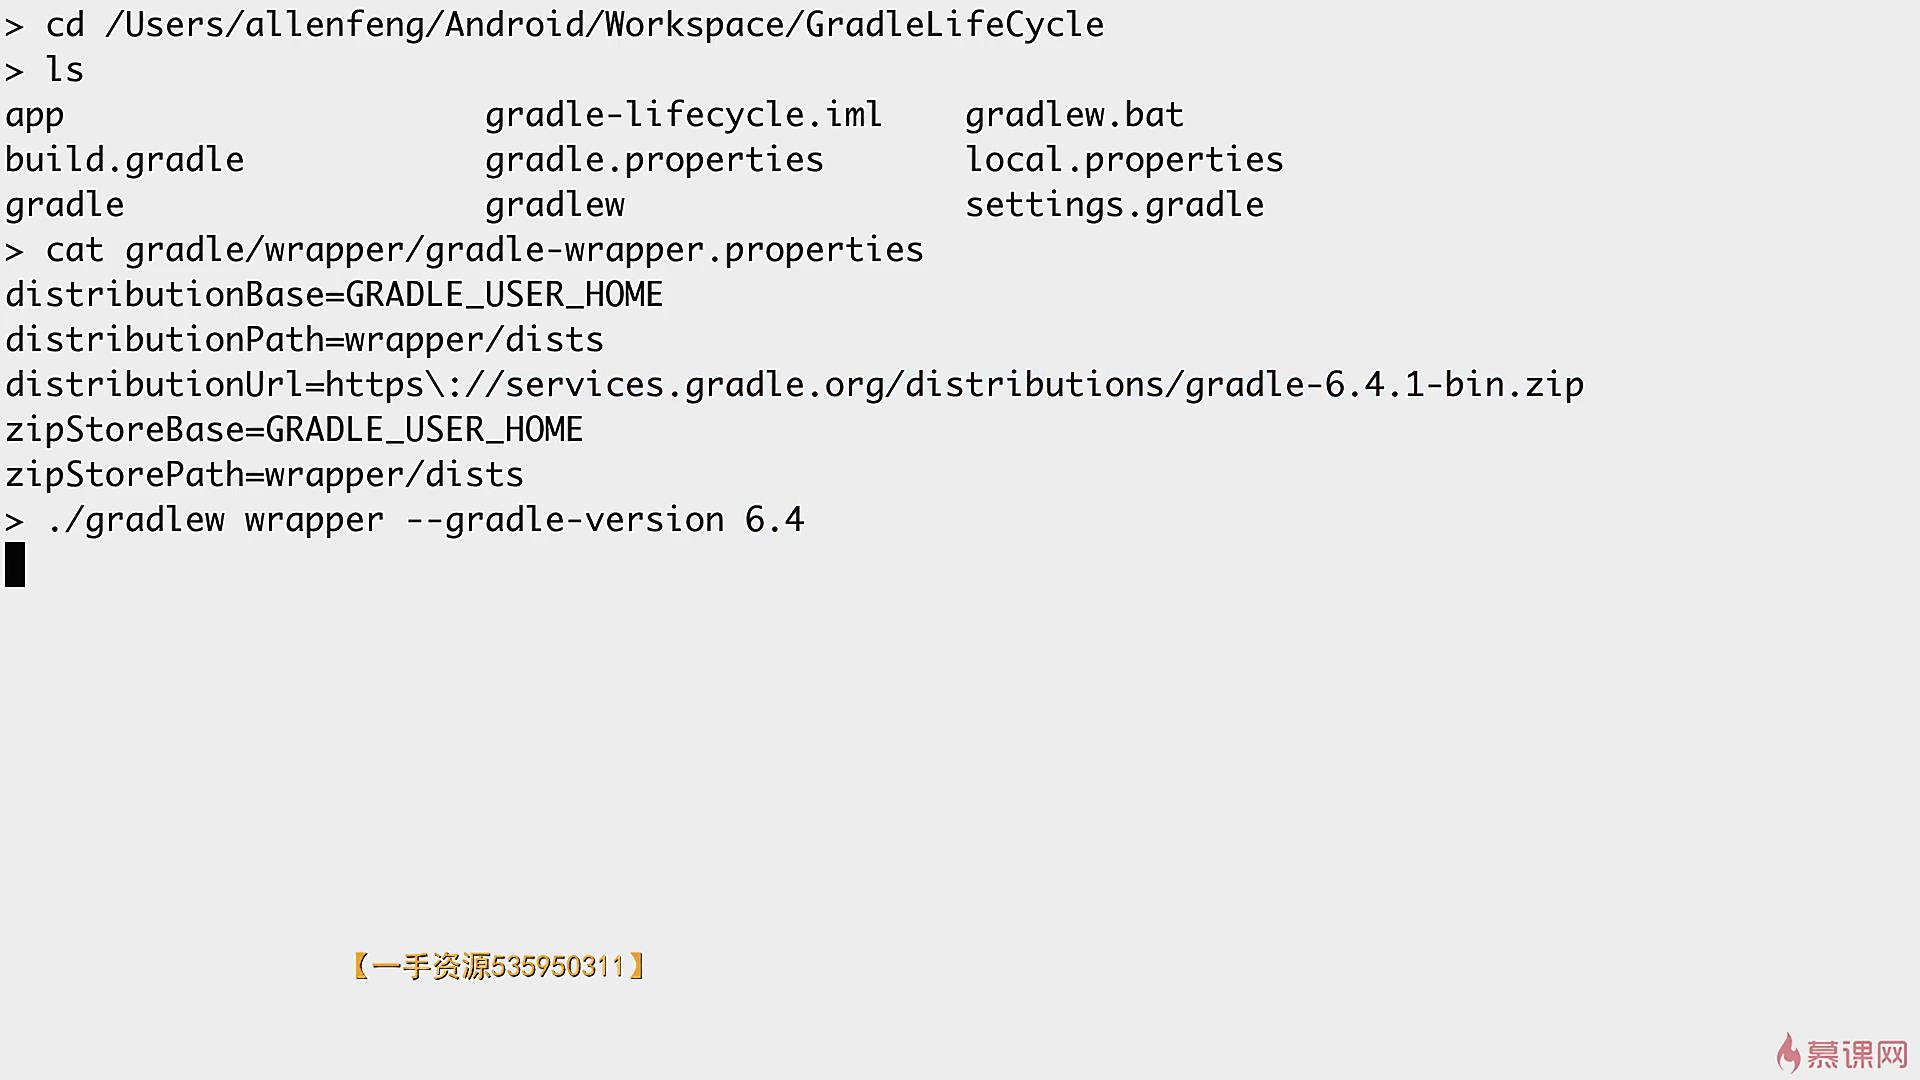 > cd /Users/allenfeng/Android/Workspace/GradleLifeCycle
> ls
app gradle-lifecycle.iml gradlew.bat
build.gradle gradle.properties local.properties
gradle gradlew settings.gradle
> cat gradle/wrapper/gradle-wrapper.properties
distributionBase=GRADLE_USER_HOME
distributionPath=wrapper/dists
distributionUrl=https\://services.gradle.org/distributions/gradle-6.4.1-bin.zip
zipStoreBase=GRADLE_USER_HOME
zipStorePath=wrapper/dists
> ./gradlew wrapper --gradle-version 6.4
【一手资源535950311】
慕课网